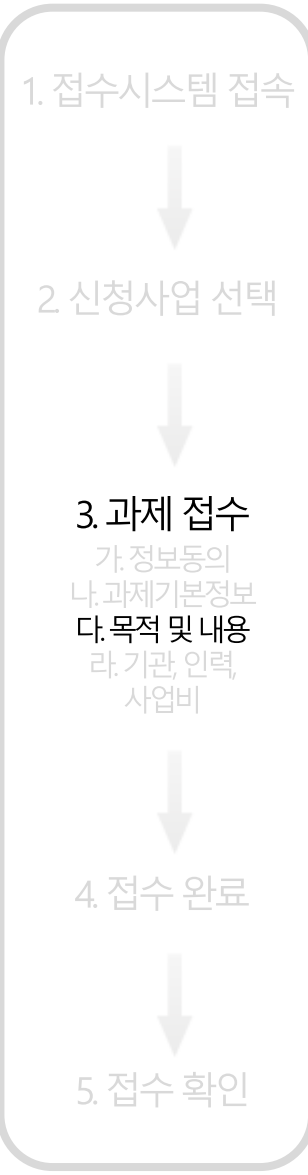 1. 접수시스템 접속
2. 신청사업 선택
3. 과제 접수
가. 정보동의
나. 과제기본정보
다. 목적 및 내용
라. 기관, 인력,
사업비
4. 접수 완료
5. 접수 확인